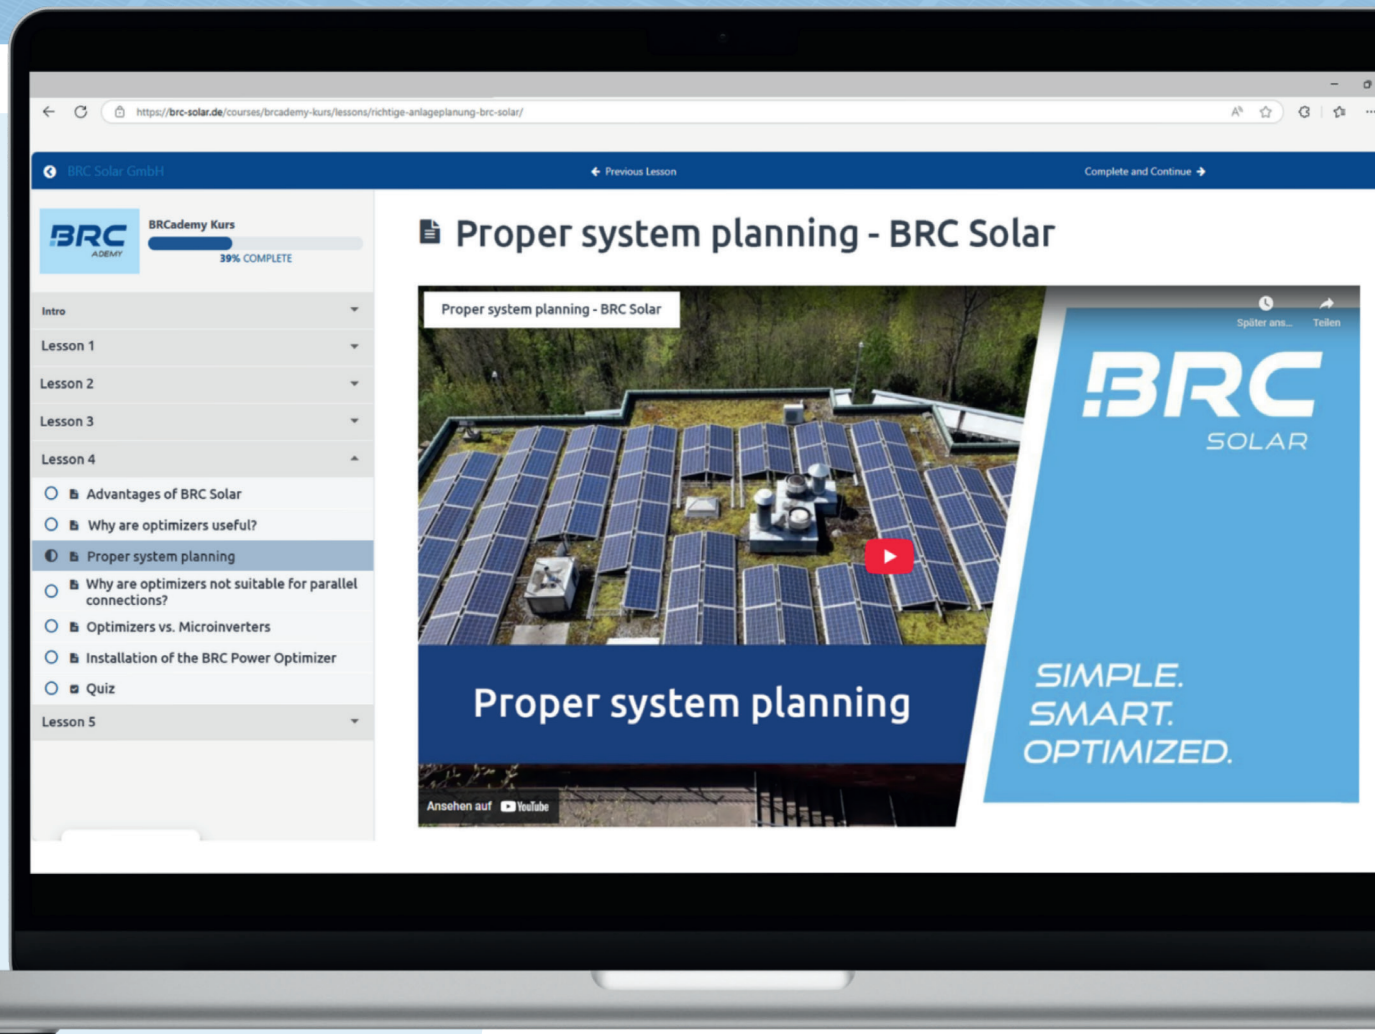 https://brc-solar.de/courses/brcademy-kurs/lessons/richtige-anlageplanung-brc-solar/
BRC Solar GmbH
Previous Lesson
Complete and Continue
BRC
ADEMY
BRCademy Kurs
39% COMPLETE
Intro
Lesson 1
Lesson 2
Lesson 3
Lesson 4
Advantages of BRC Solar
Why are optimizers useful?
Proper system planning
Why are optimizers not suitable for parallel
connections?
Optimizers vs. Microinverters
Installation of the BRC Power Optimizer
Quiz
Lesson 5
Proper system planning - BRC Solar
Proper system planning - BRC Solar
Später ans...
Teilen
BRC
SOLAR
Proper system planning
SIMPLE.
SMART.
OPTIMIZED.
Ansehen auf YouTube